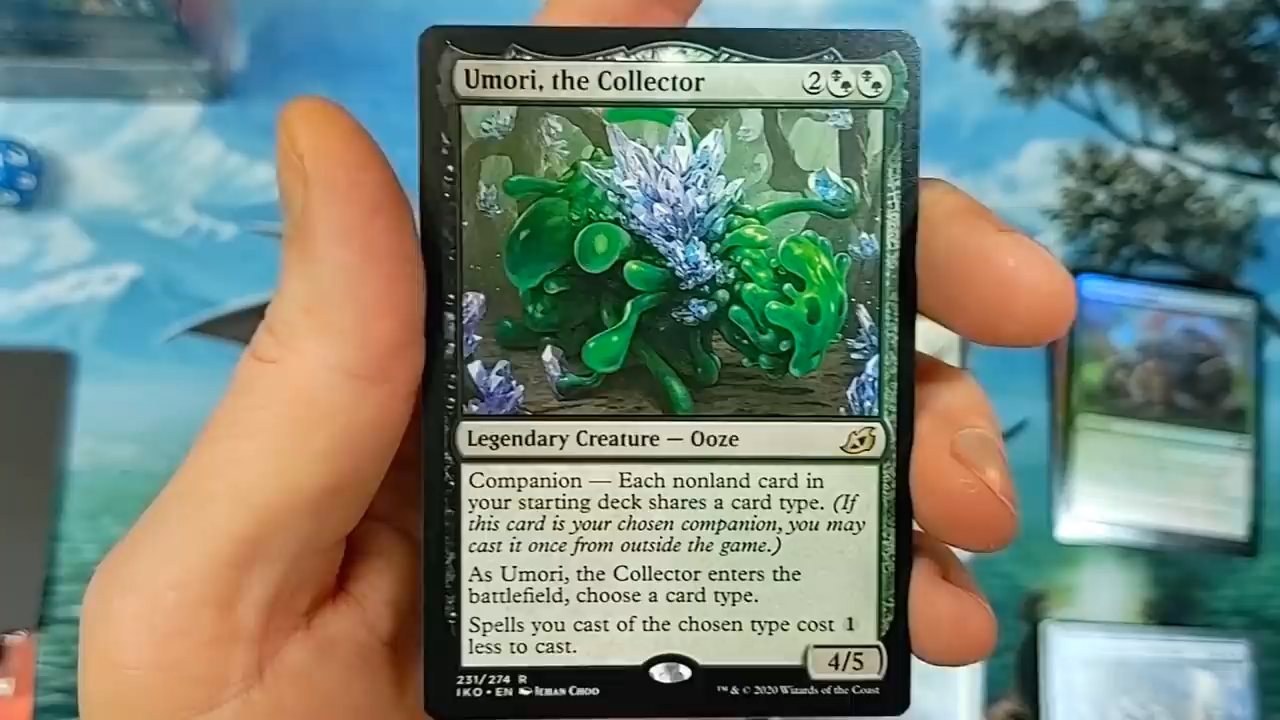 Umori, the Collector 2
Legendary Creature — Ooze
Companion — Each nonland card in
your starting deck shares a card type. (If
this card is your chosen companion, you may
cast it once from outside the game.)
As Umori, the Collector enters the
battlefield, choose a card type.
Spells you cast of the chosen type cost 1
less to cast.
4/5
231/274 R
IKO • EN Jehan Choo
™ & © 2020 Wizards of the Coast